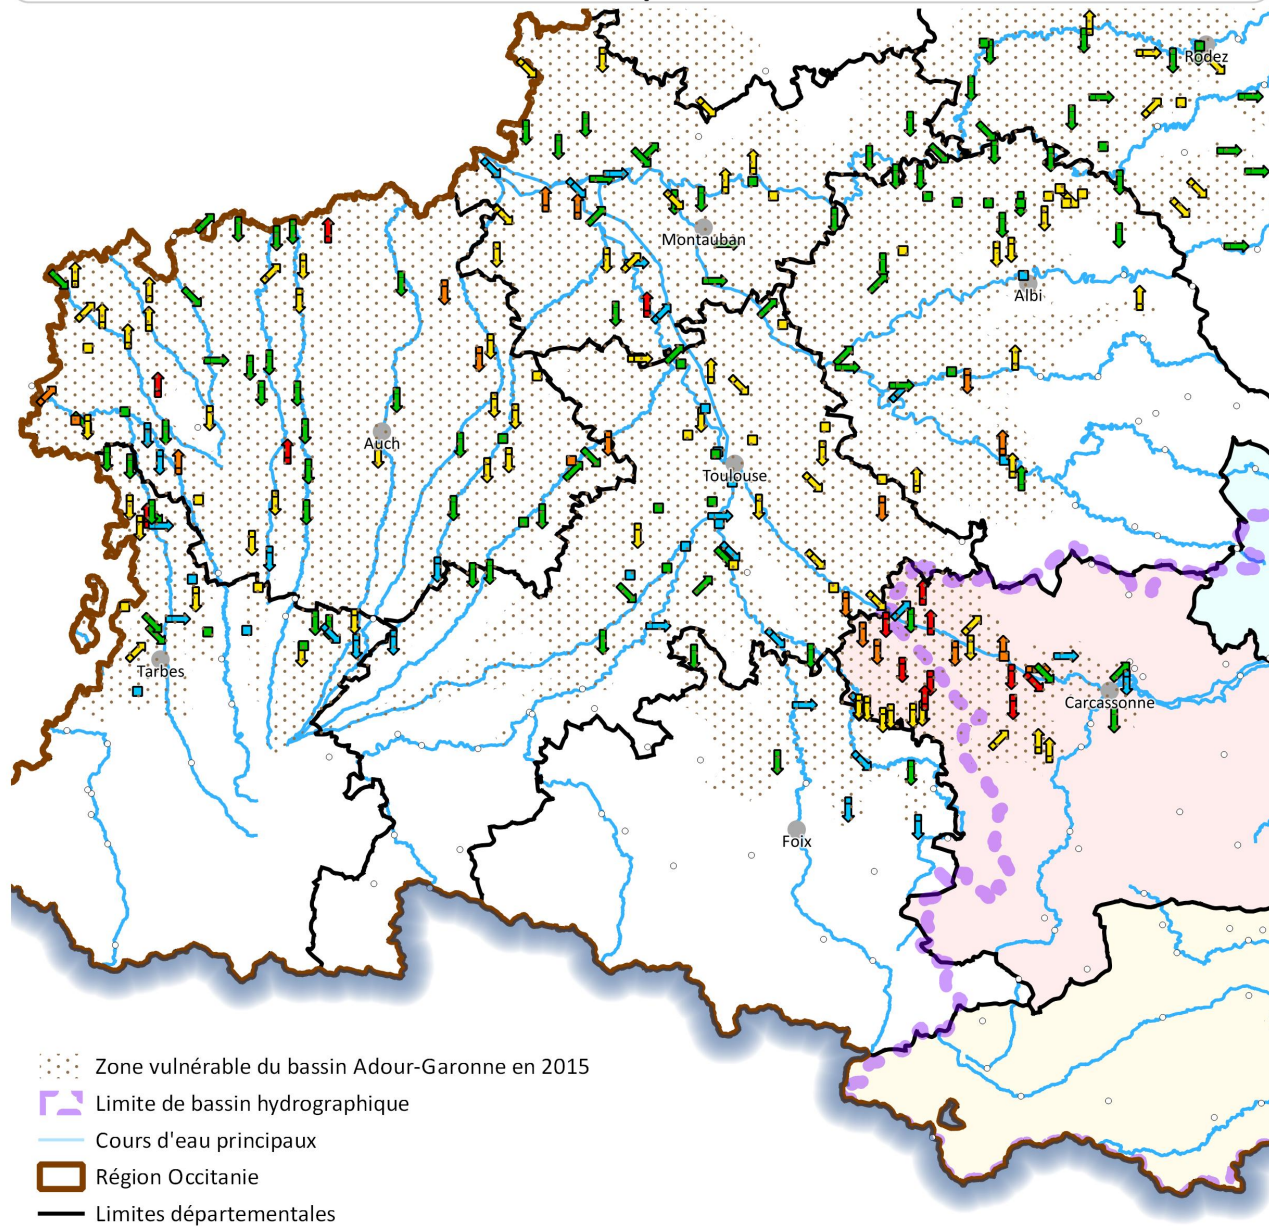 Rodez
Montauban
Albi
Auch
Toulouse
Tarbes
Carcassonne
Foix
Zone vulnérable du bassin Adour-Garonne en 2015
Limite de bassin hydrographique
Cours d'eau principaux
Région Occitanie
Limites départementales